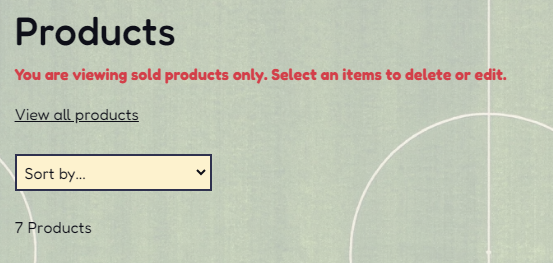 Products
You are viewing sold products only. Select an items to delete or edit.
View all products
Sort by...
7 Products